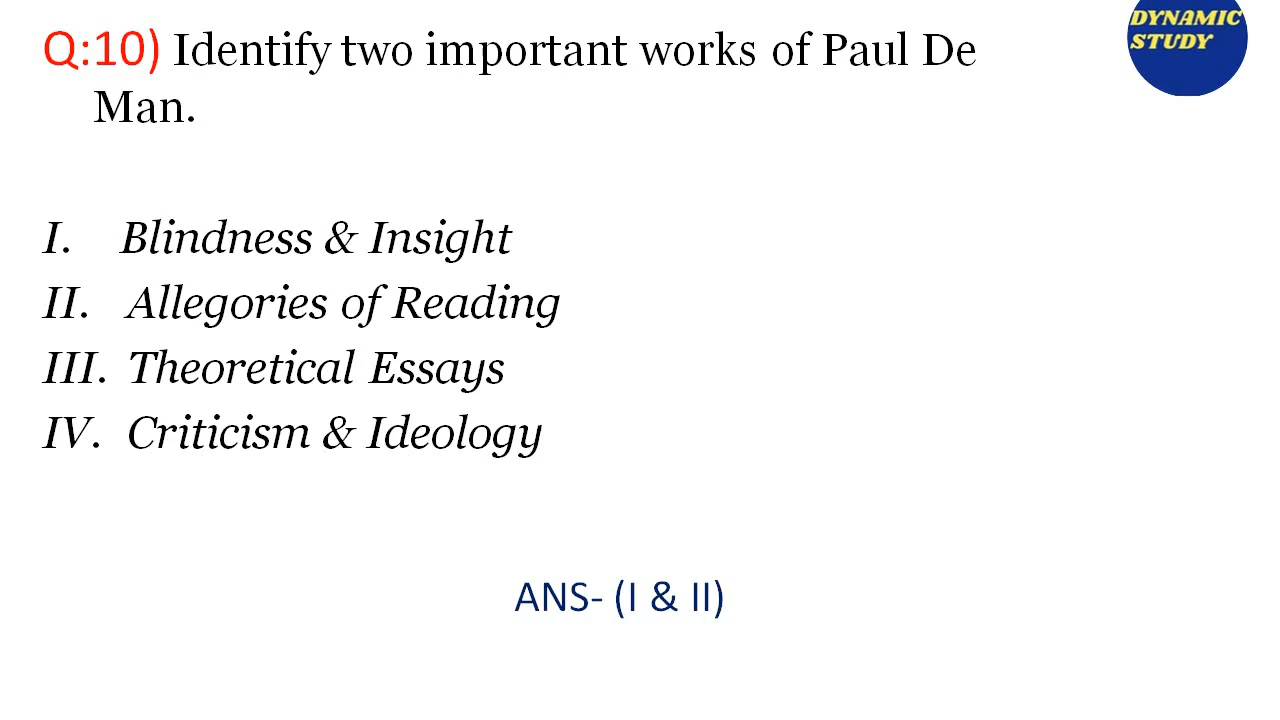 Q:10) Identify two important works of Paul De
Man.
DYNAMIC
STUDY
I. Blindness & Insight
II. Allegories of Reading
III. Theoretical Essays
IV. Criticism & Ideology
ANS- (I & II)